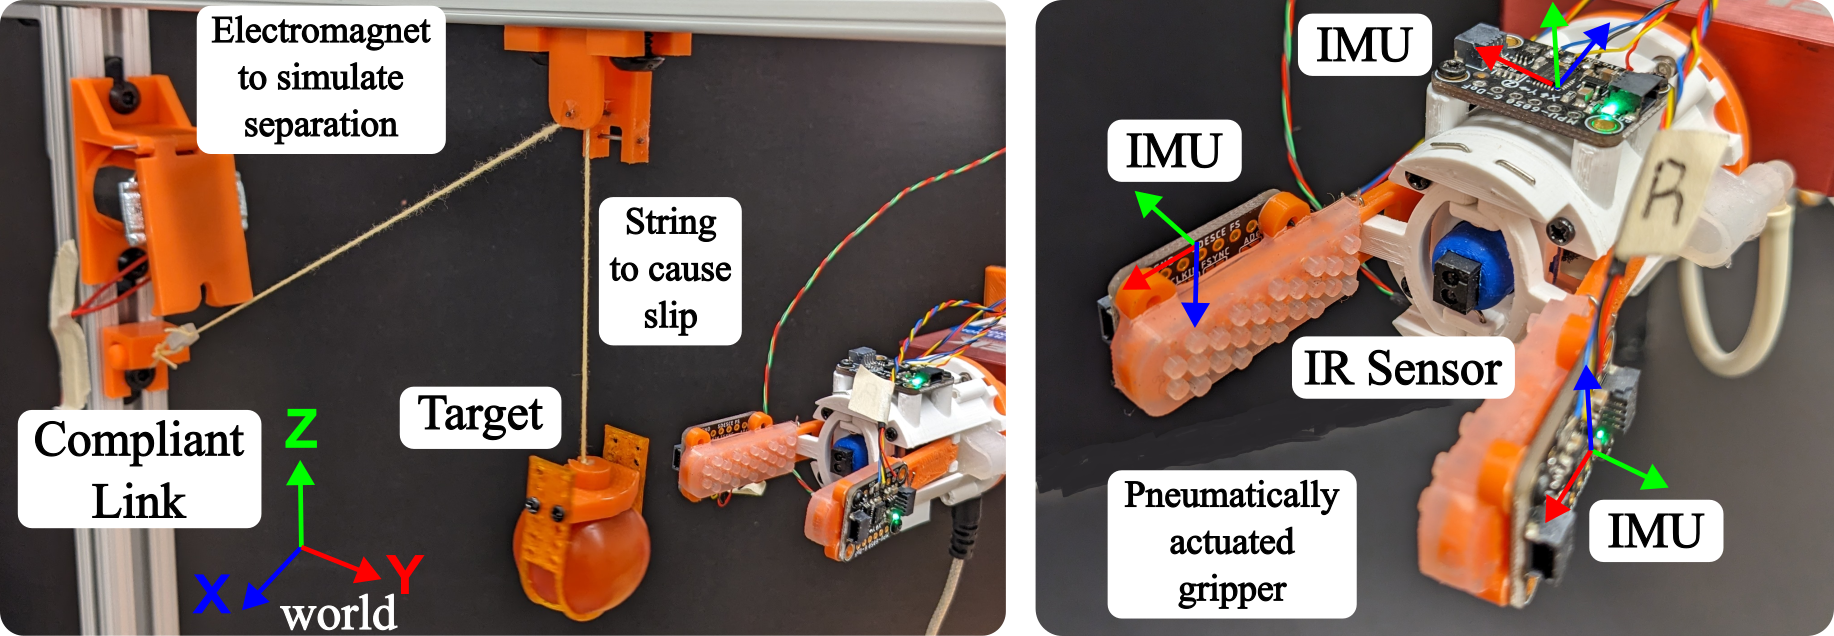 Electromagnet
to simulate
separation
String
to cause
slip
Target
Compliant
Link
Z
X
Y
world
IMU
IMU
R
IR Sensor
Pneumatically
actuated
gripper
IMU